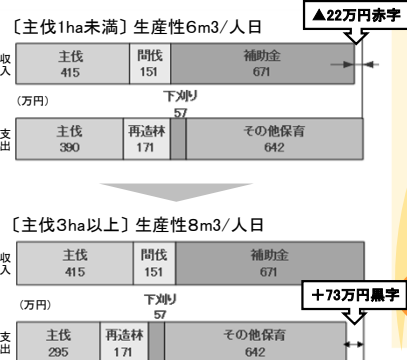 ▲22万円赤字
〔主伐1ha未満〕生産性6m3/人日
収入
主伐
415
間伐
151
補助金
671
（万円）
下刈り
57
支出
主伐
390
再造林
171
その他保育
642
〔主伐3ha以上〕生産性8m3/人日
収入
主伐
415
間伐
151
補助金
671
＋73万円黒字
（万円）
下刈り
57
支出
主伐
295
再造林
171
その他保育
642